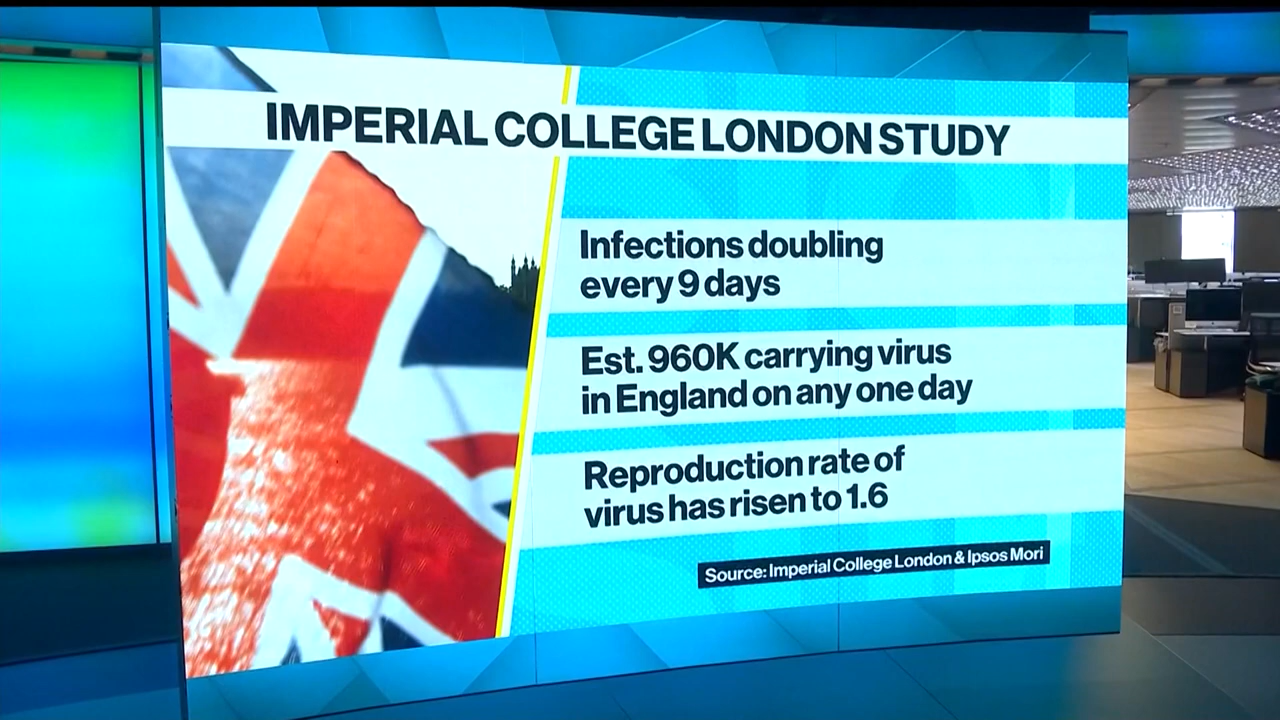 IMPERIAL COLLEGE LONDON STUDY
Infections doubling
every 9 days
Est. 960K carrying virus
in England on any one day
Reproduction rate of
virus has risen to 1.6
Source: Imperial College London & Ipsos Mori